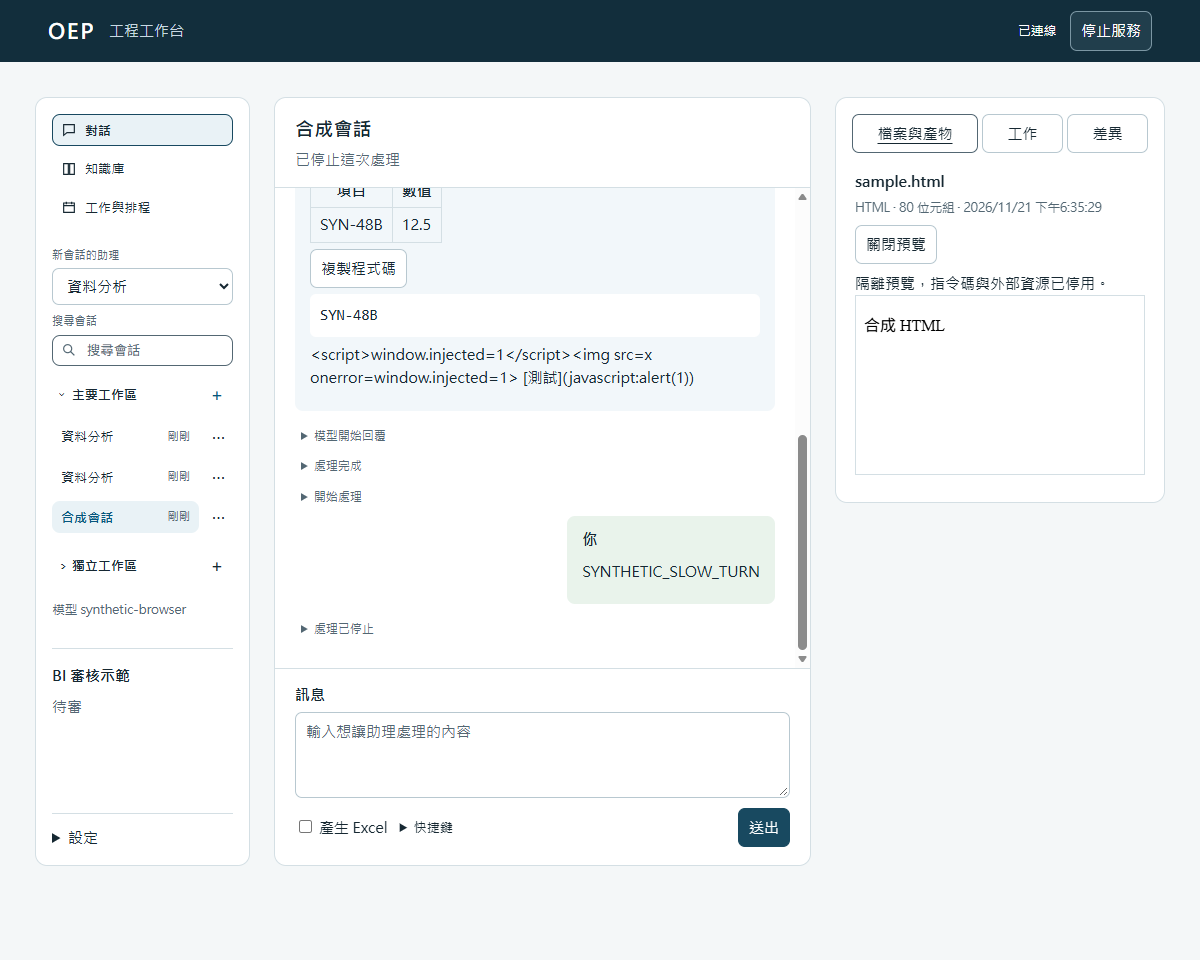 OEP 工程工作台
已連線 停止服務
對話
知識庫
工作與排程
新會話的助理
資料分析
搜尋會話
搜尋會話
主要工作區 +
資料分析 剛剛 ...
資料分析 剛剛 ...
合成會話 剛剛 ...
獨立工作區 +
模型 synthetic-browser
BI 審核示範
待審
設定
合成會話
已停止這次處理
項目 數值
SYN-48B 12.5
複製程式碼
SYN-48B
<script>window.injected=1</script><img src=x
onerror=window.injected=1> [測試](javascript:alert(1))
模型開始回覆
處理完成
開始處理
你
SYNTHETIC_SLOW_TURN
處理已停止
訊息
輸入想讓助理處理的內容
產生 Excel 快捷鍵
送出
檔案與產物 工作 差異
sample.html
HTML · 80 位元組 · 2026/11/21 下午6:35:29
關閉預覽
隔離預覽，指令碼與外部資源已停用。
合成 HTML